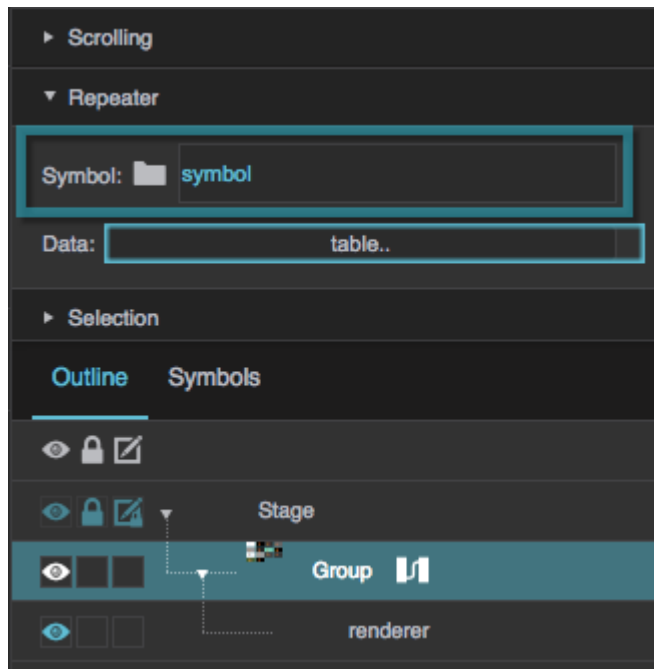 Scrolling
Repeater
Symbol: symbol
Data: table..
Selection
Outline Symbols
Stage
Group
renderer